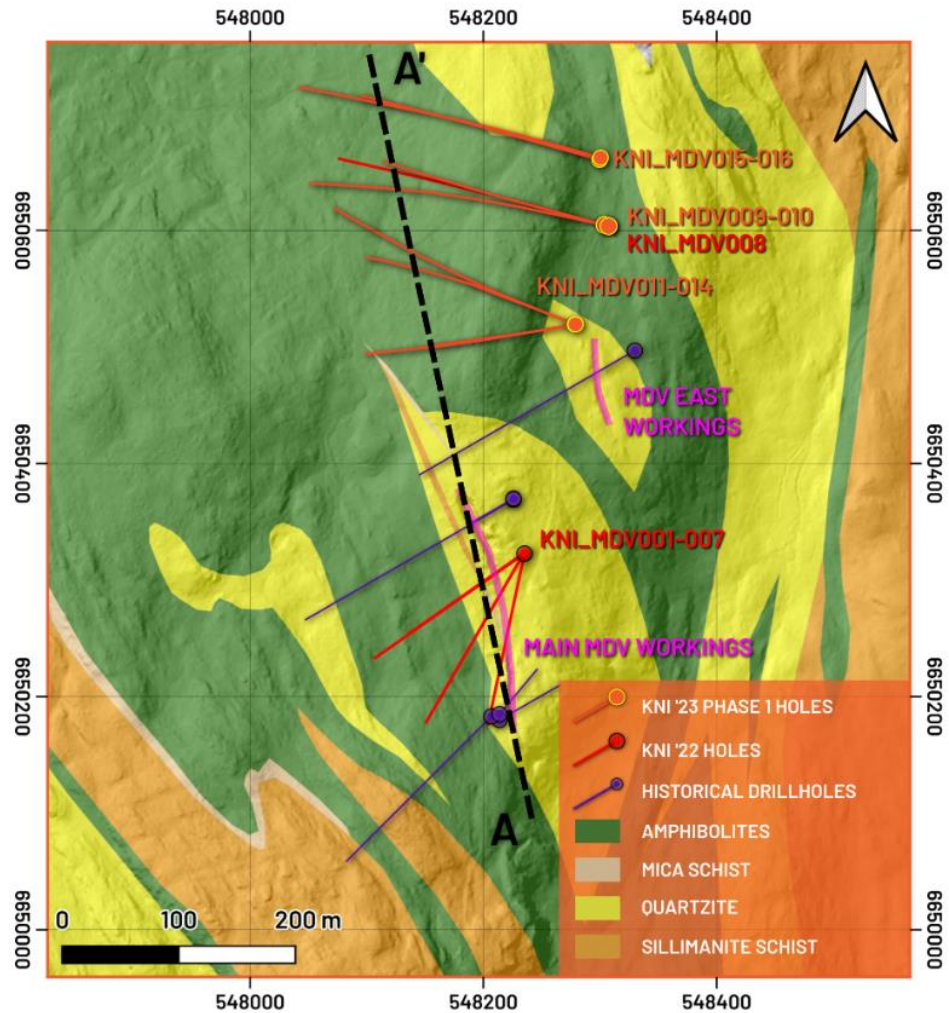 548000 548200 548400
A'
KNI_MDV015-016
KNI_MDV009-010
KNI_MDV008
6650600 6650600
KNI_MDV011-014
MDV EAST
WORKINGS
6650400 6650400
KNI_MDV001-007
MAIN MDV WORKINGS
6650200 6650200
A
KNI '23 PHASE 1 HOLES
KNI '22 HOLES
HISTORICAL DRILLHOLES
AMPHIBOLITES
MICA SCHIST
QUARTZITE
SILLIMANITE SCHIST
0 100 200 m
6650000 6650000
548000 548200 548400